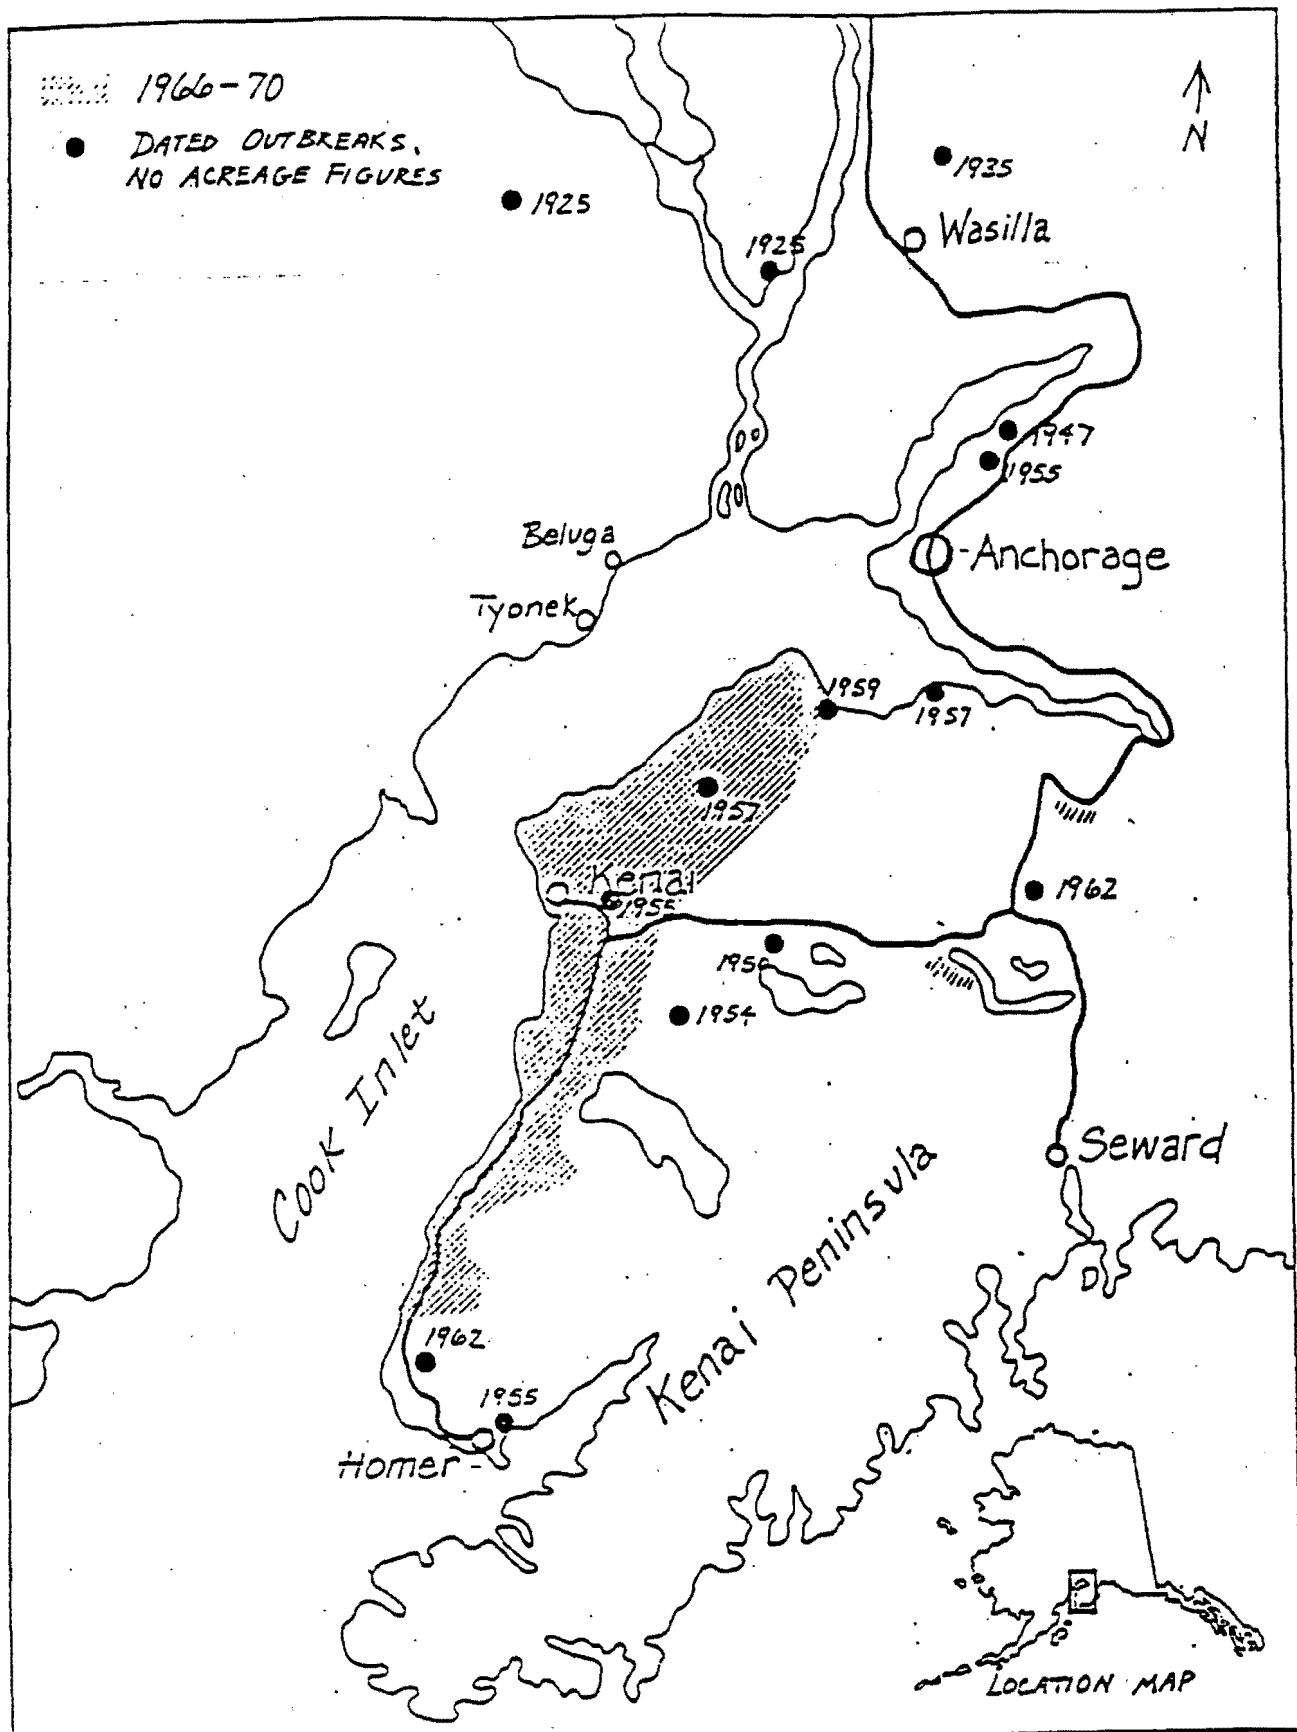 1966-70
DATED OUTBREAKS,
NO ACREAGE FIGURES
N
1935
1925
Wasilla
1925
1947
1955
Beluga
Anchorage
Tyonek
1959
1957
1957
Kenai
1955
1962
1954
Cook Inlet
Seward
Kenai Peninsula
1962
1955
Homer
LOCATION MAP